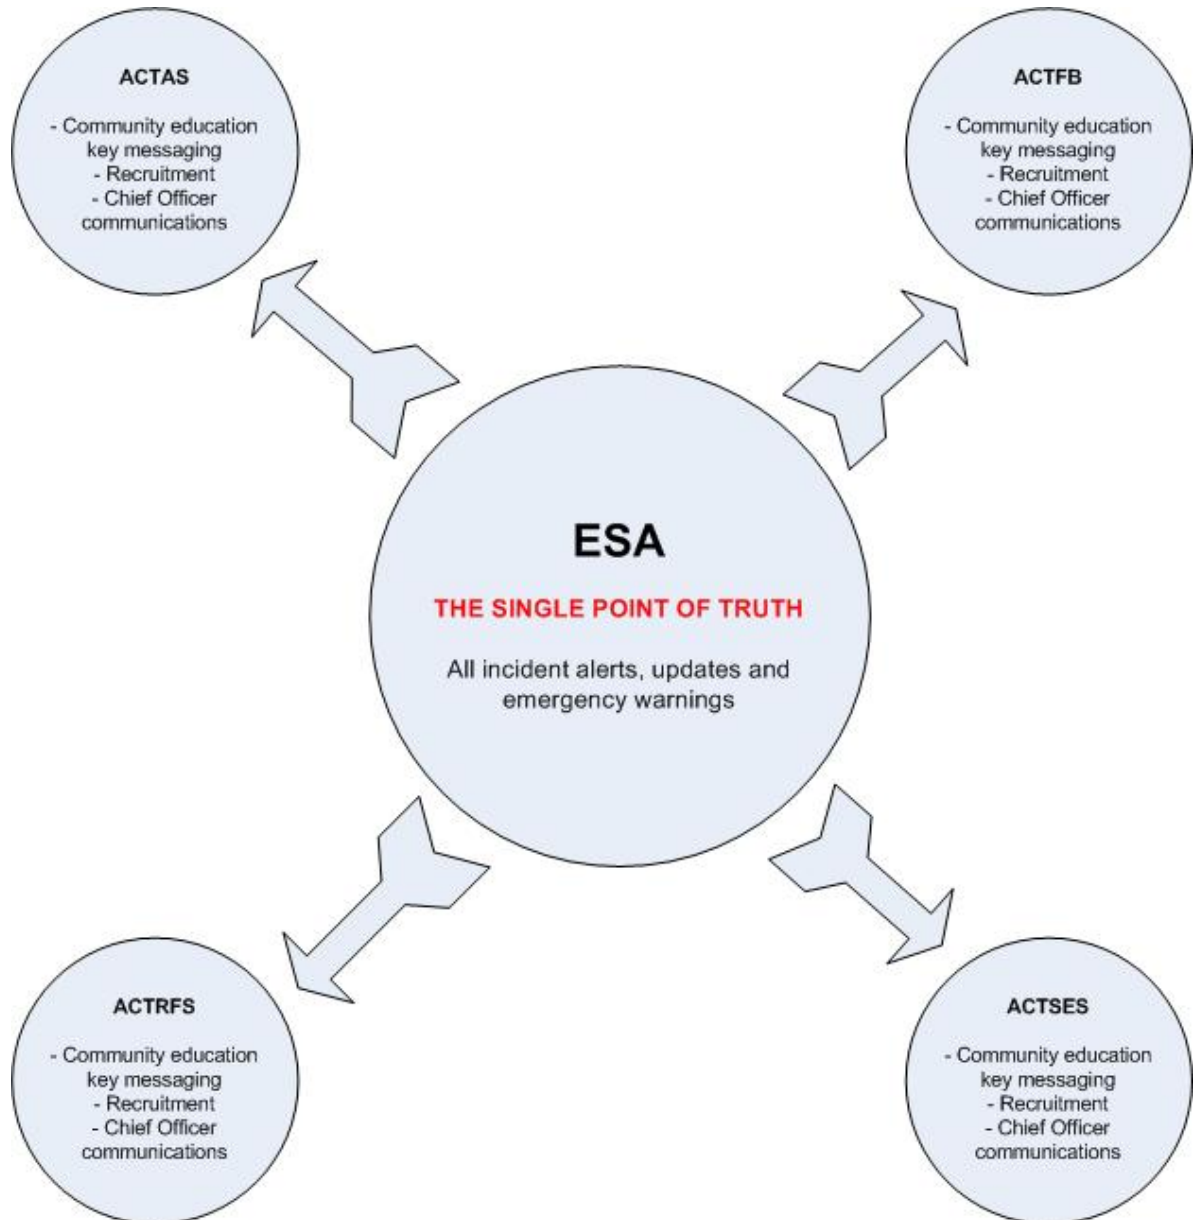 ACTAS
- Community education
key messaging
- Recruitment
- Chief Officer
communications
ACTFB
- Community education
key messaging
- Recruitment
- Chief Officer
communications
ESA
THE SINGLE POINT OF TRUTH
All incident alerts, updates and
emergency warnings
ACTRFS
- Community education
key messaging
- Recruitment
- Chief Officer
communications
ACTSES
- Community education
key messaging
- Recruitment
- Chief Officer
communications